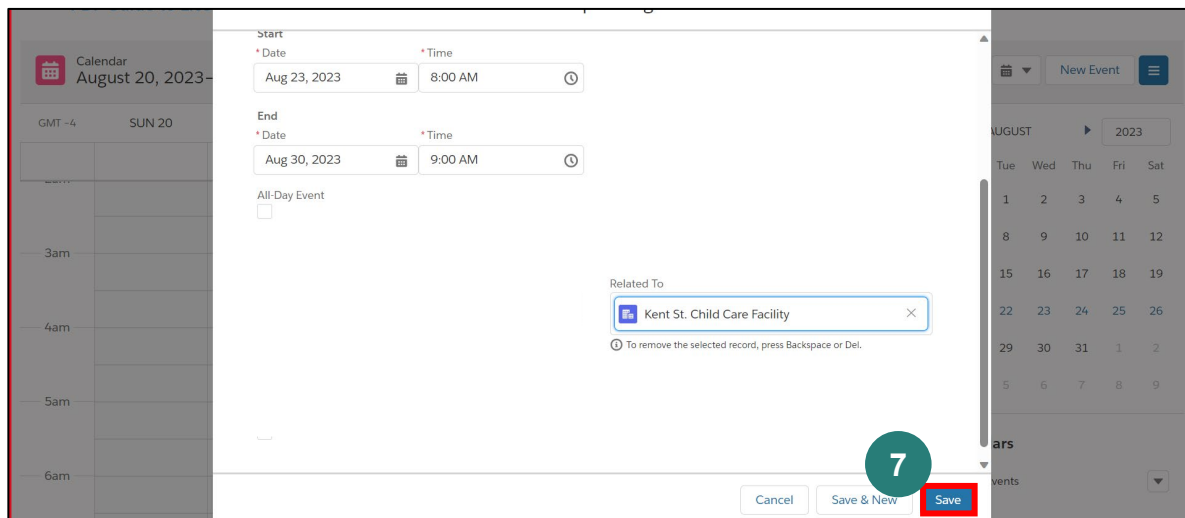 Start
* Date
* Time
Aug 23, 2023
8:00 AM
End
* Date
* Time
Aug 30, 2023
9:00 AM
All-Day Event
Related To
Kent St. Child Care Facility
To remove the selected record, press Backspace or Del.
7
Cancel
Save & New
Save
Calendar
August 20, 2023–
GMT -4
SUN 20
3am
4am
5am
6am
New Event
AUGUST
2023
Tue Wed Thu Fri Sat
1 2 3 4 5
8 9 10 11 12
15 16 17 18 19
22 23 24 25 26
29 30 31 1 2
5 6 7 8 9
ars
vents